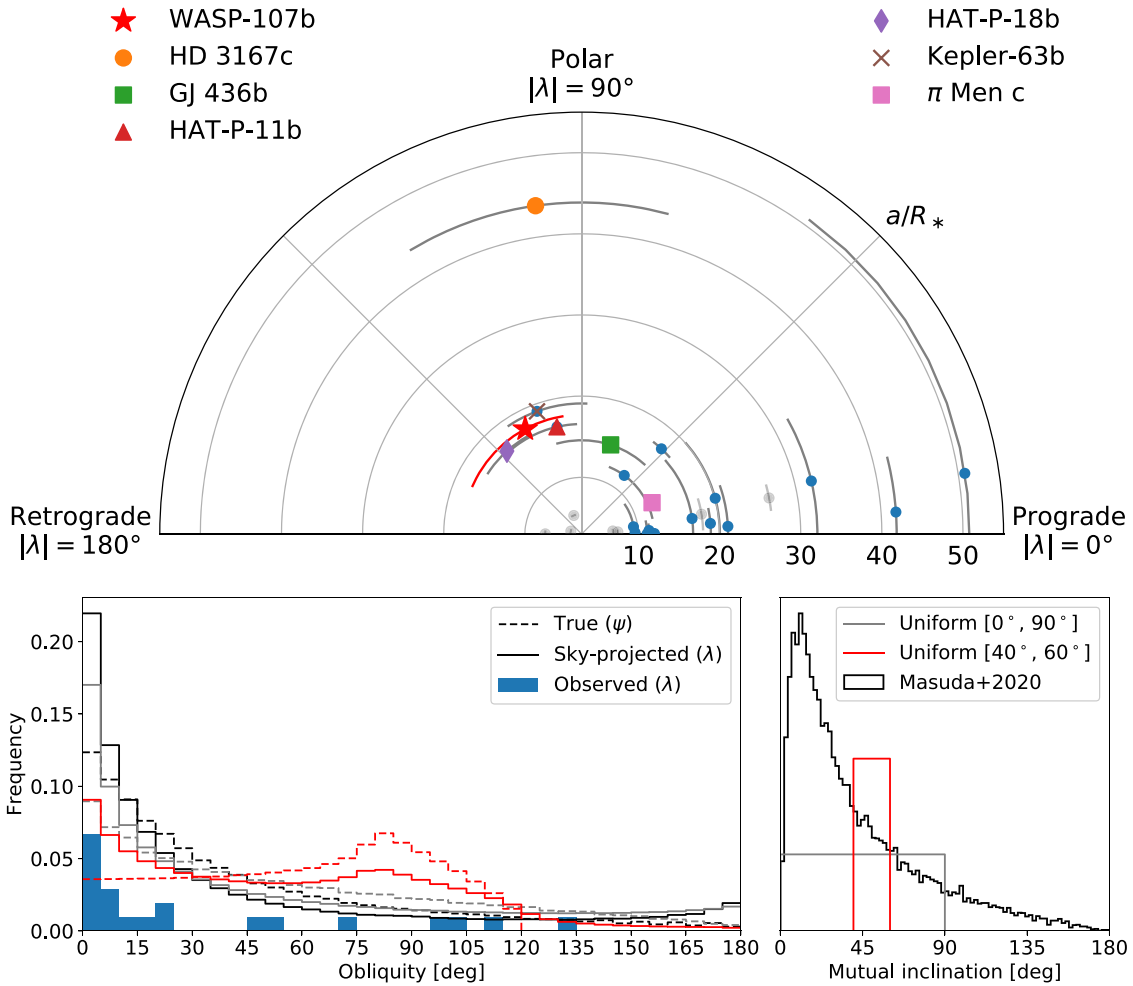 WASP-107b
HD 3167c
GJ 436b
HAT-P-11b
HAT-P-18b
Kepler-63b
π Men c
Polar
|λ| = 90°
a/R*
Retrograde
|λ| = 180°
Prograde
|λ| = 0°
10 20 30 40 50
True (ψ)
Sky-projected (λ)
Observed (λ)
Frequency
0.20
0.15
0.10
0.05
0.00
0 15 30 45 60 75 90 105 120 135 150 165 180
Obliquity [deg]
Uniform [0°, 90°]
Uniform [40°, 60°]
Masuda+2020
0 45 90 135 180
Mutual inclination [deg]